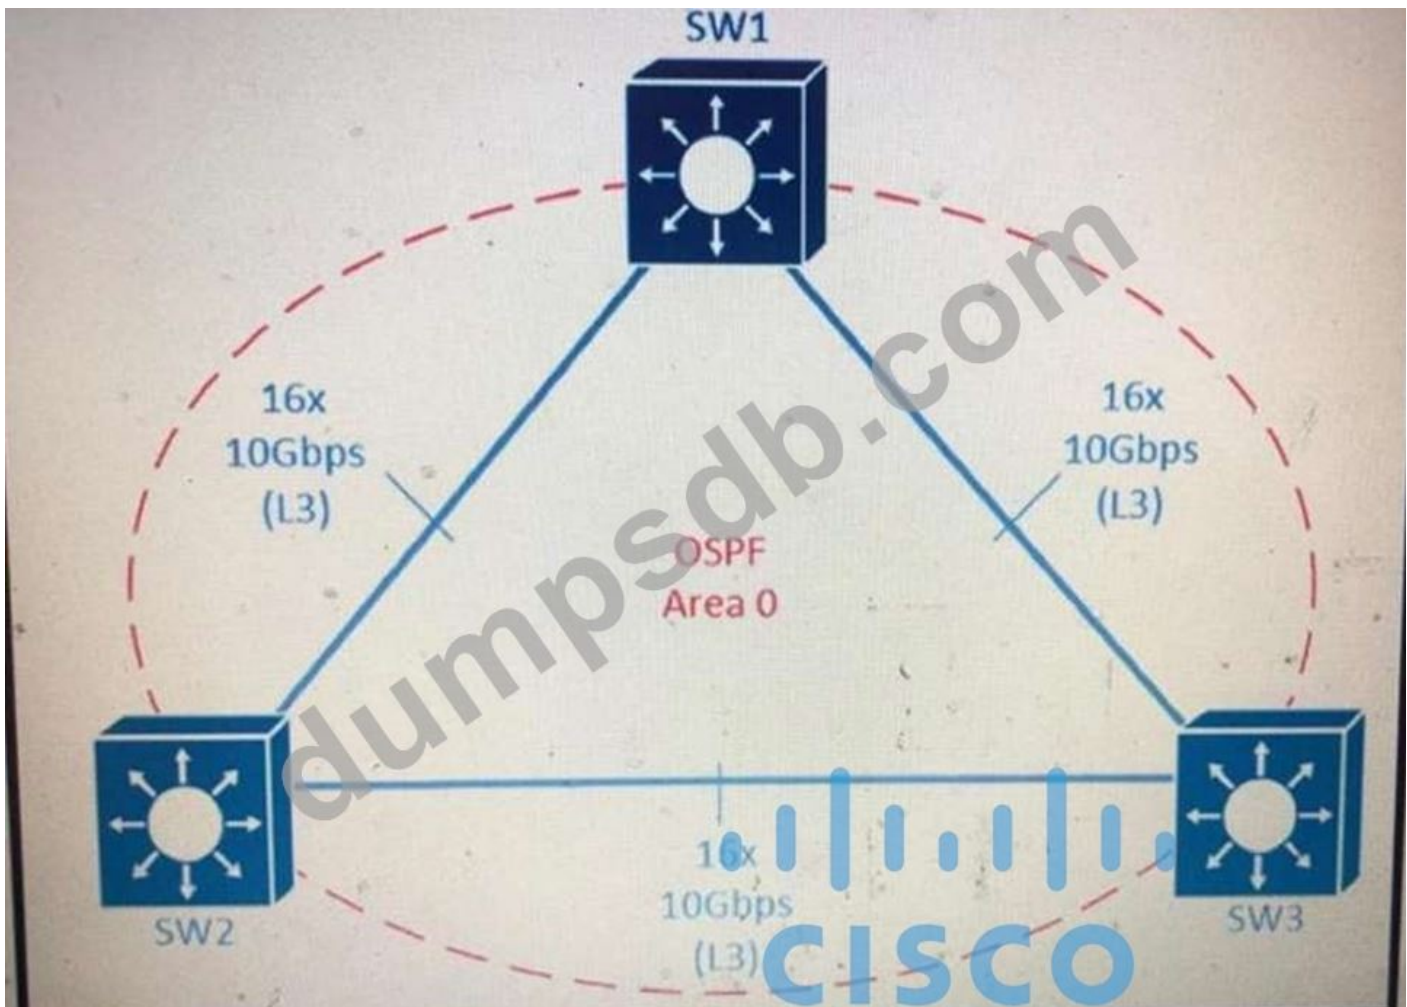 SW1
16x
10Gbps
(L3)
16x
10Gbps
(L3)
OSPF
Area 0
dumpsdb.com
16x
10Gbps
(L3)
SW2
SW3
CISCO